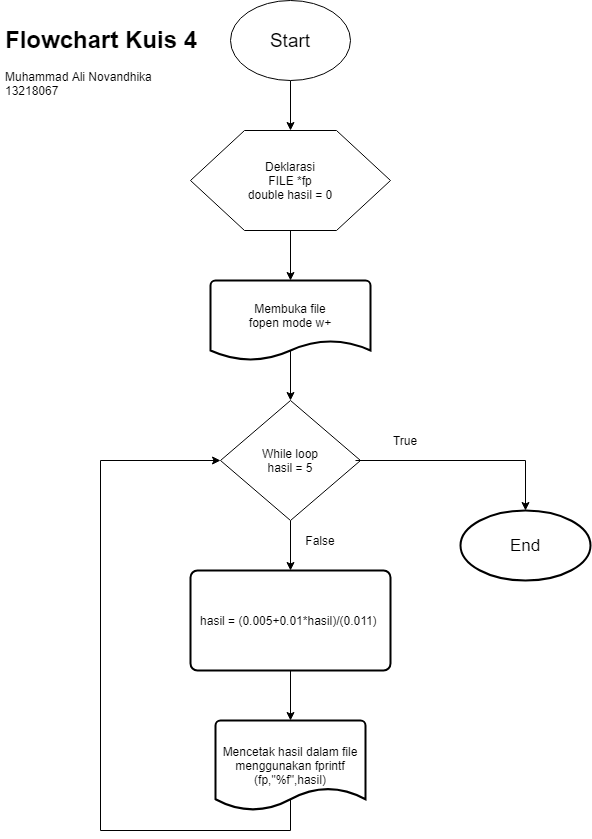 Flowchart Kuis 4
Muhammad Ali Novandhika
13218067
Start
Deklarasi
FILE *fp
double hasil = 0
Membuka file
fopen mode w+
While loop
hasil = 5
True
End
False
hasil = (0.005+0.01*hasil)/(0.011)
Mencetak hasil dalam file
menggunakan fprintf
(fp,"%f",hasil)